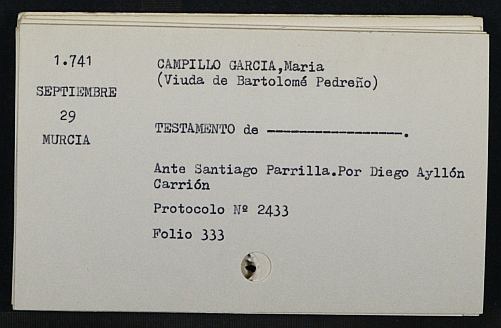 1.741
SEPTIEMBRE
29
MURCIA
CAMPILLO GARCIA,Maria
(Viuda de Bartolomé Pedreño)
TESTAMENTO de ------------------.
Ante Santiago Parrilla.Por Diego Ayllón
Carrión
Protocolo Nº 2433
Folio 333